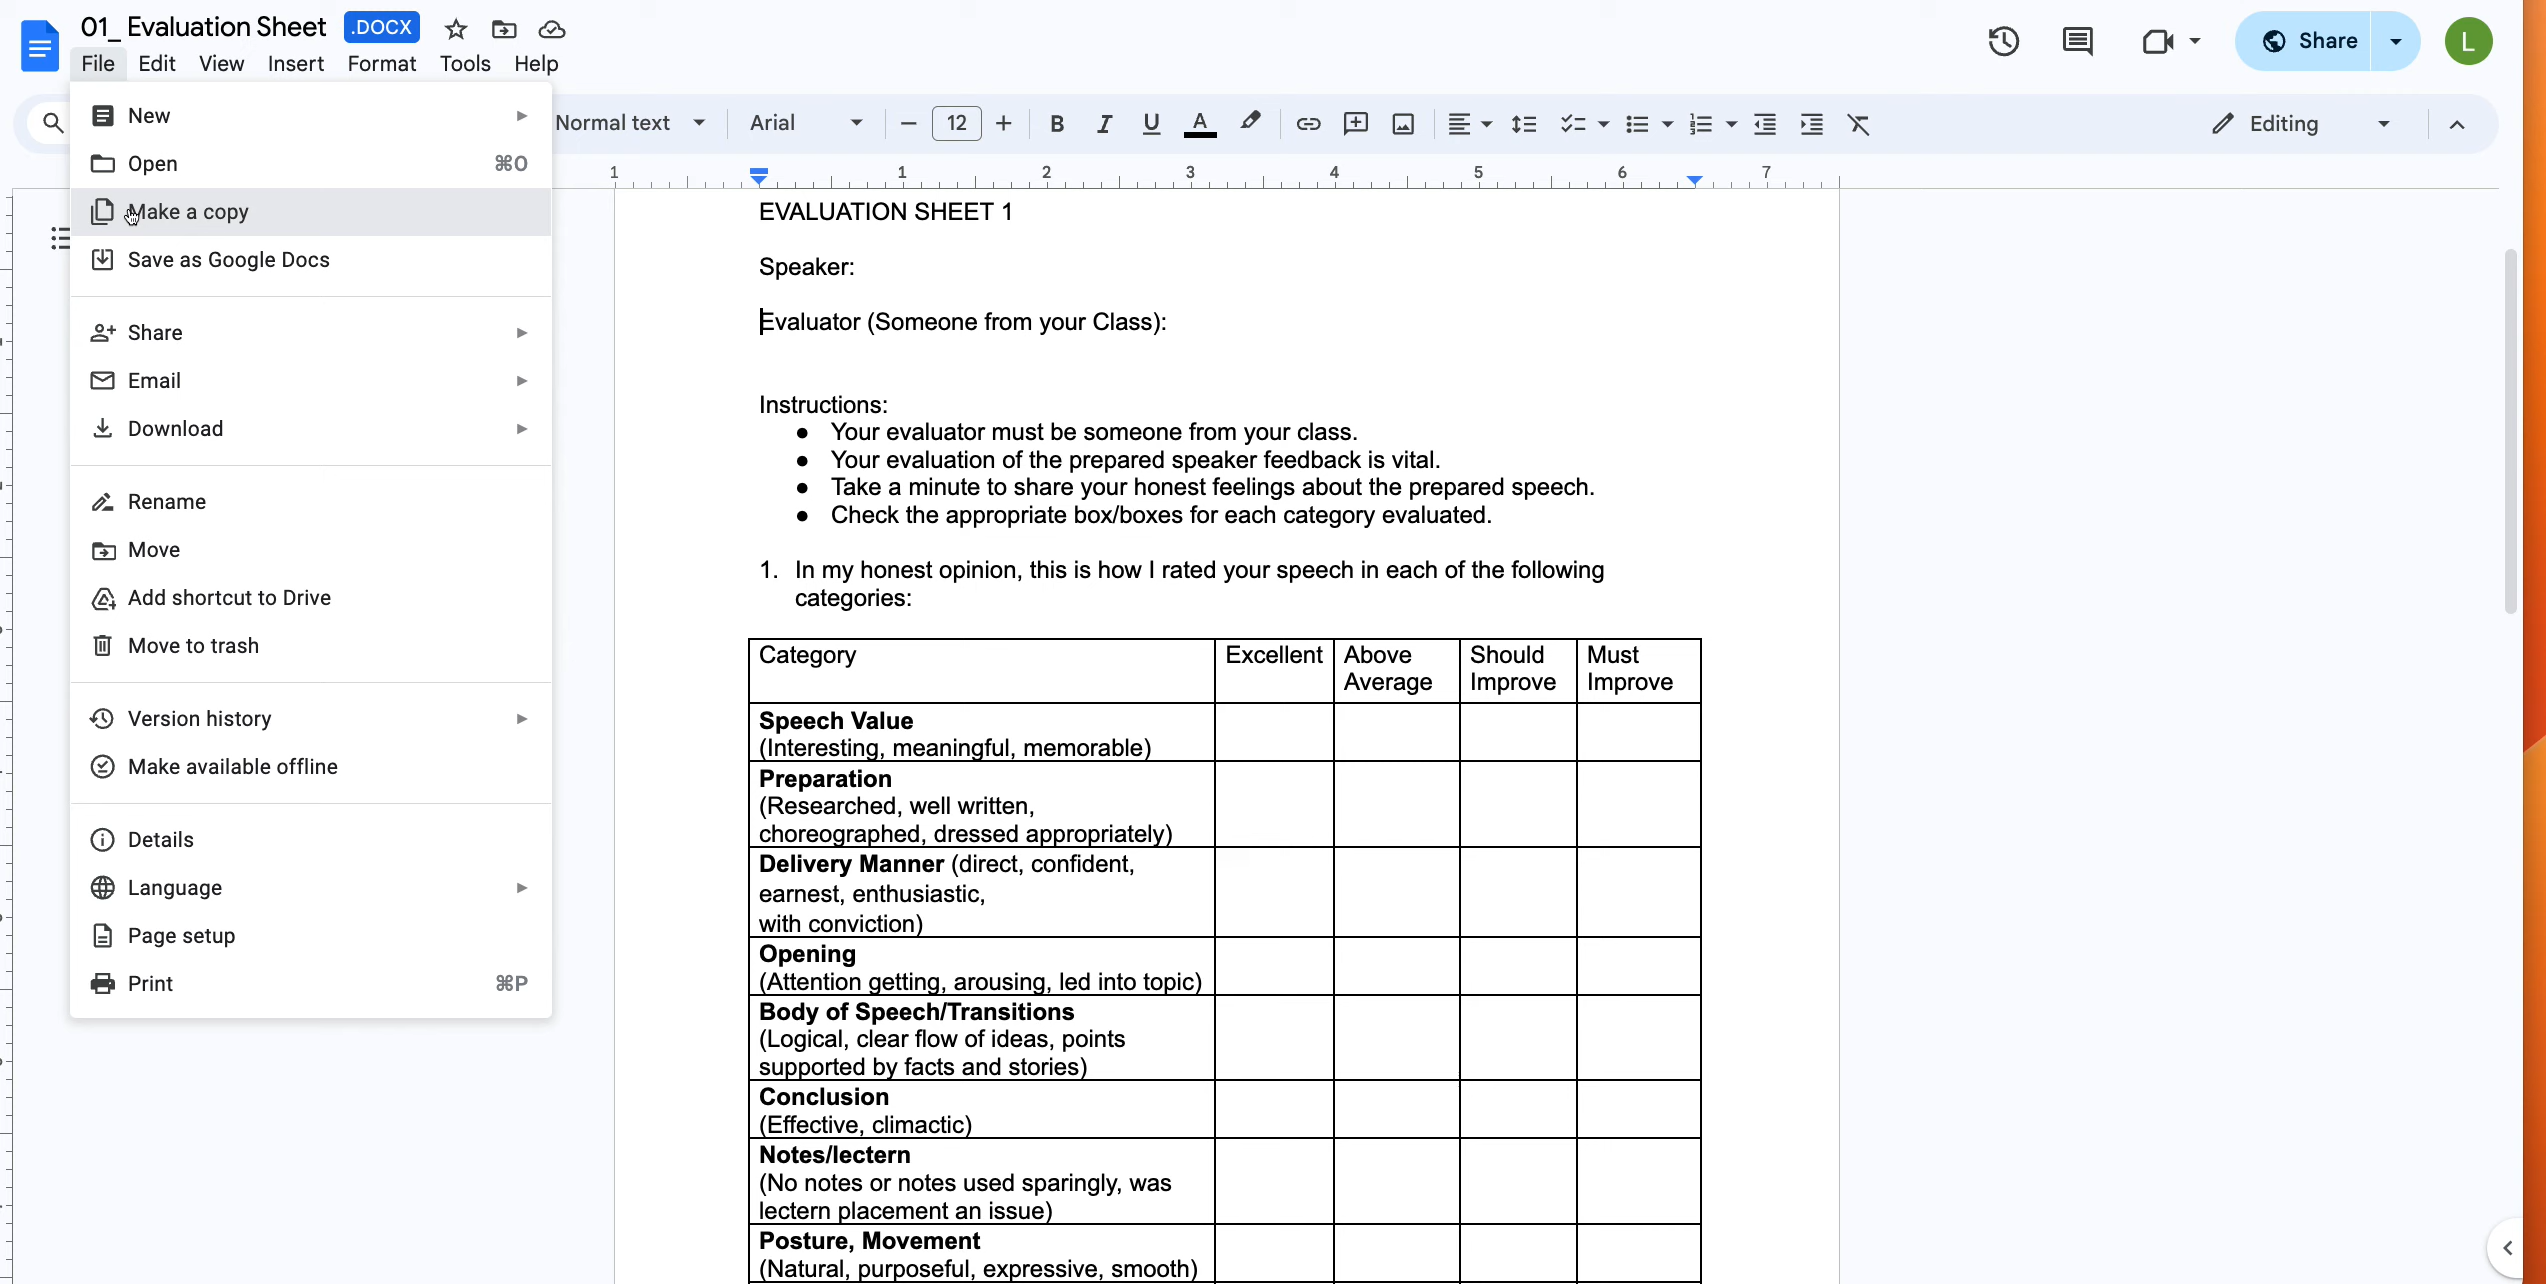 01_ Evaluation Sheet .DOCX
File Edit View Insert Format Tools Help
Share
L
New
Open ⌘O
Make a copy
Save as Google Docs
Share
Email
Download
Rename
Move
Add shortcut to Drive
Move to trash
Version history
Make available offline
Details
Language
Page setup
Print ⌘P
Normal text Arial 12 B I U A Editing
1 1 2 3 4 5 6 7
EVALUATION SHEET 1
Speaker:
Evaluator (Someone from your Class):
Instructions:
● Your evaluator must be someone from your class.
● Your evaluation of the prepared speaker feedback is vital.
● Take a minute to share your honest feelings about the prepared speech.
● Check the appropriate box/boxes for each category evaluated.
1. In my honest opinion, this is how I rated your speech in each of the following
categories:
Category Excellent Above Should Must
Average Improve Improve
Speech Value
(Interesting, meaningful, memorable)
Preparation
(Researched, well written,
choreographed, dressed appropriately)
Delivery Manner (direct, confident,
earnest, enthusiastic,
with conviction)
Opening
(Attention getting, arousing, led into topic)
Body of Speech/Transitions
(Logical, clear flow of ideas, points
supported by facts and stories)
Conclusion
(Effective, climactic)
Notes/lectern
(No notes or notes used sparingly, was
lectern placement an issue)
Posture, Movement
(Natural, purposeful, expressive, smooth)